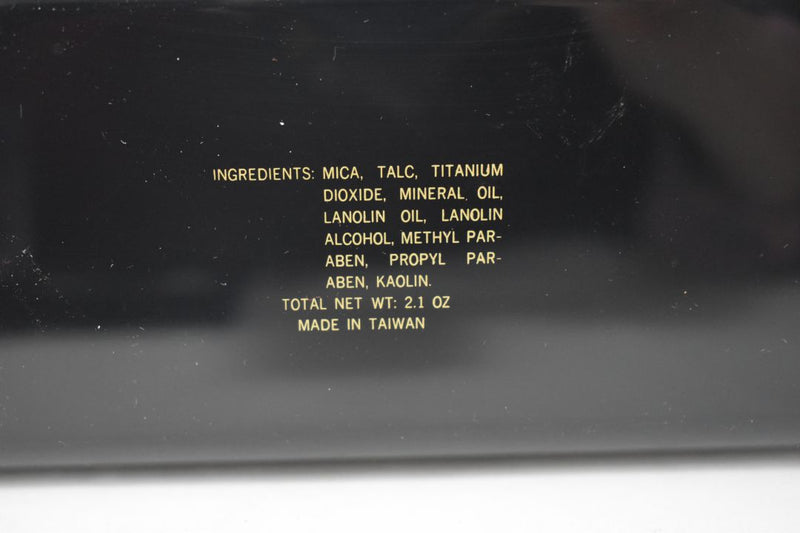 INGREDIENTS: MICA, TALC, TITANIUM
DIOXIDE, MINERAL OIL,
LANOLIN OIL, LANOLIN
ALCOHOL, METHYL PAR-
ABEN, PROPYL PAR-
ABEN, KAOLIN.
TOTAL NET WT: 2.1 OZ
MADE IN TAIWAN